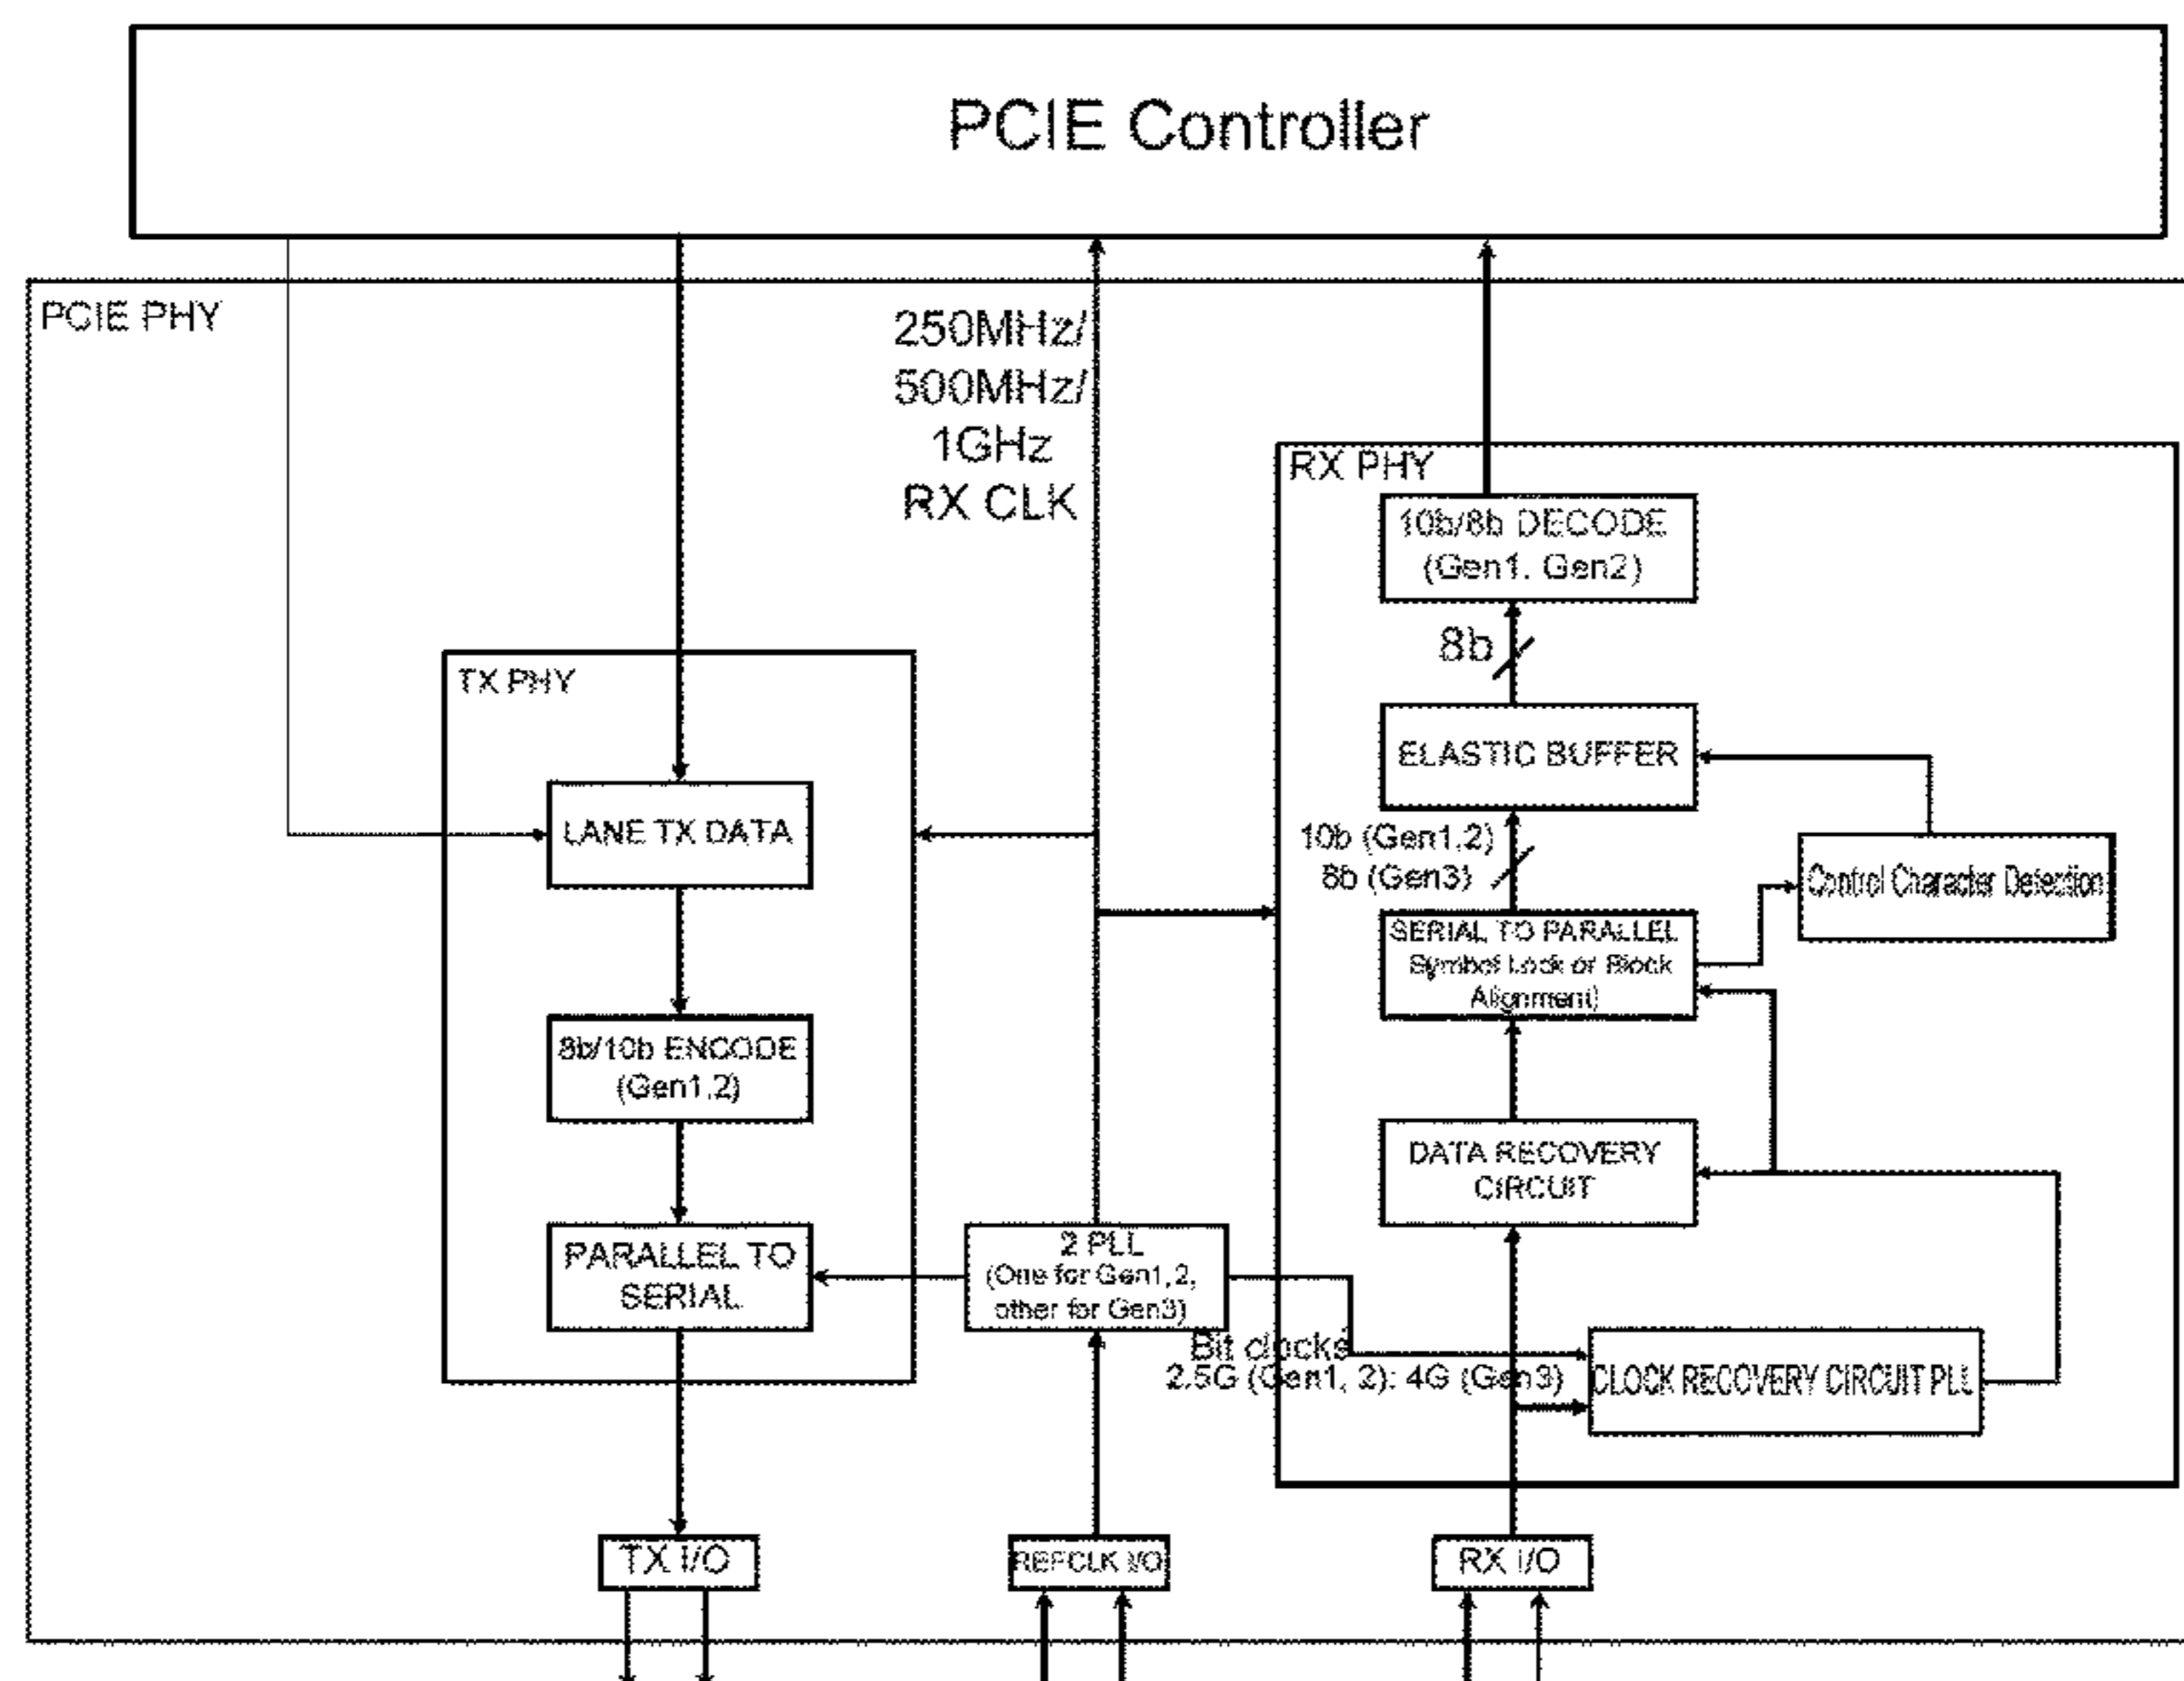 PCIE Controller
PCIE PHY
250MHz/
500MHz/
1GHz
RX CLK
RX PHY
10b/8b DECODE
(Gen1. Gen2)
8b
TX PHY
ELASTIC BUFFER
LANE TX DATA
10b (Gen1,2)
8b (Gen3)
Control Character Detection
SERIAL TO PARALLEL
Symbol Lock or Block
Alignment)
8b/10b ENCODE
(Gen1,2)
DATA RECOVERY
CIRCUIT
PARALLEL TO
SERIAL
2 PLL
(One for Gen1,2,
other for Gen3)
Bit clocks
2.5G (Gen1, 2): 4G (Gen3)
CLOCK RECOVERY CIRCUIT PLL
TX I/O
REFCLK I/O
RX I/O